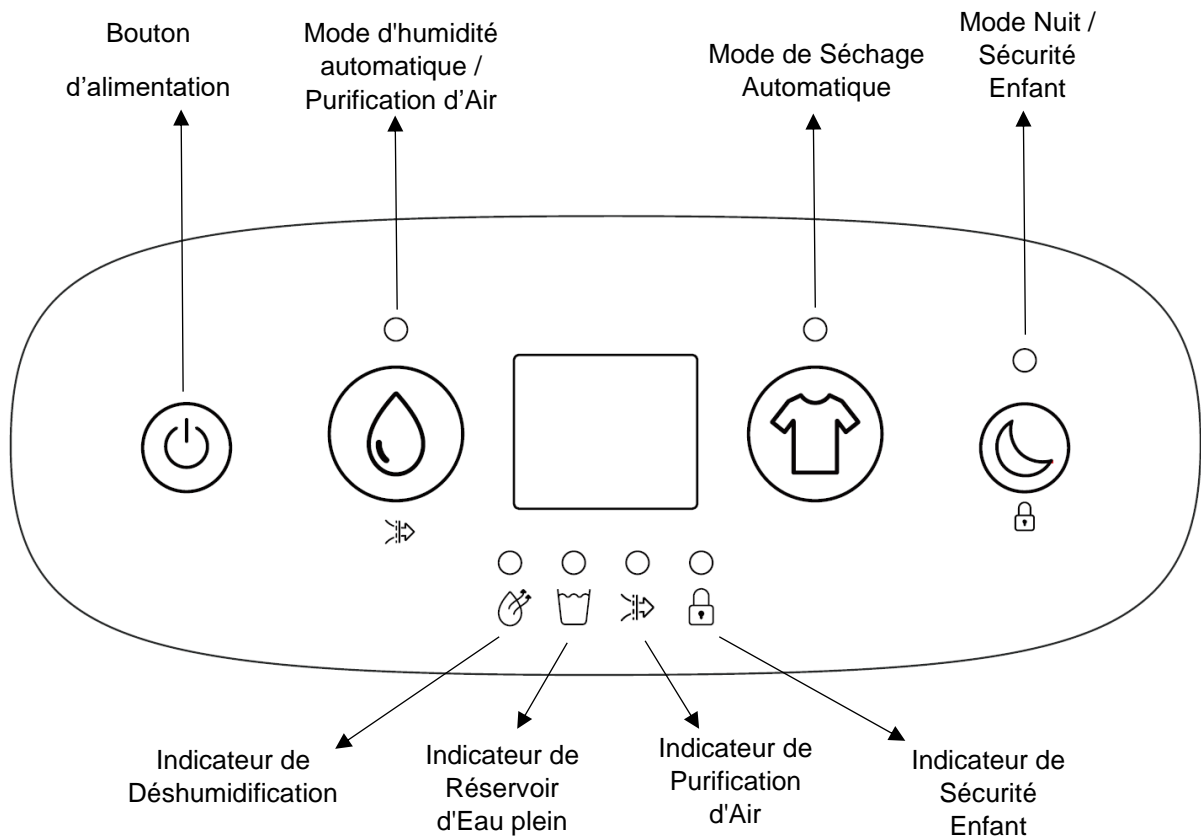 Bouton
d’alimentation
Mode d'humidité
automatique /
Purification d’Air
Mode de Séchage
Automatique
Mode Nuit /
Sécurité
Enfant
Indicateur de
Déshumidification
Indicateur de
Réservoir
d'Eau plein
Indicateur de
Purification
d'Air
Indicateur de
Sécurité
Enfant